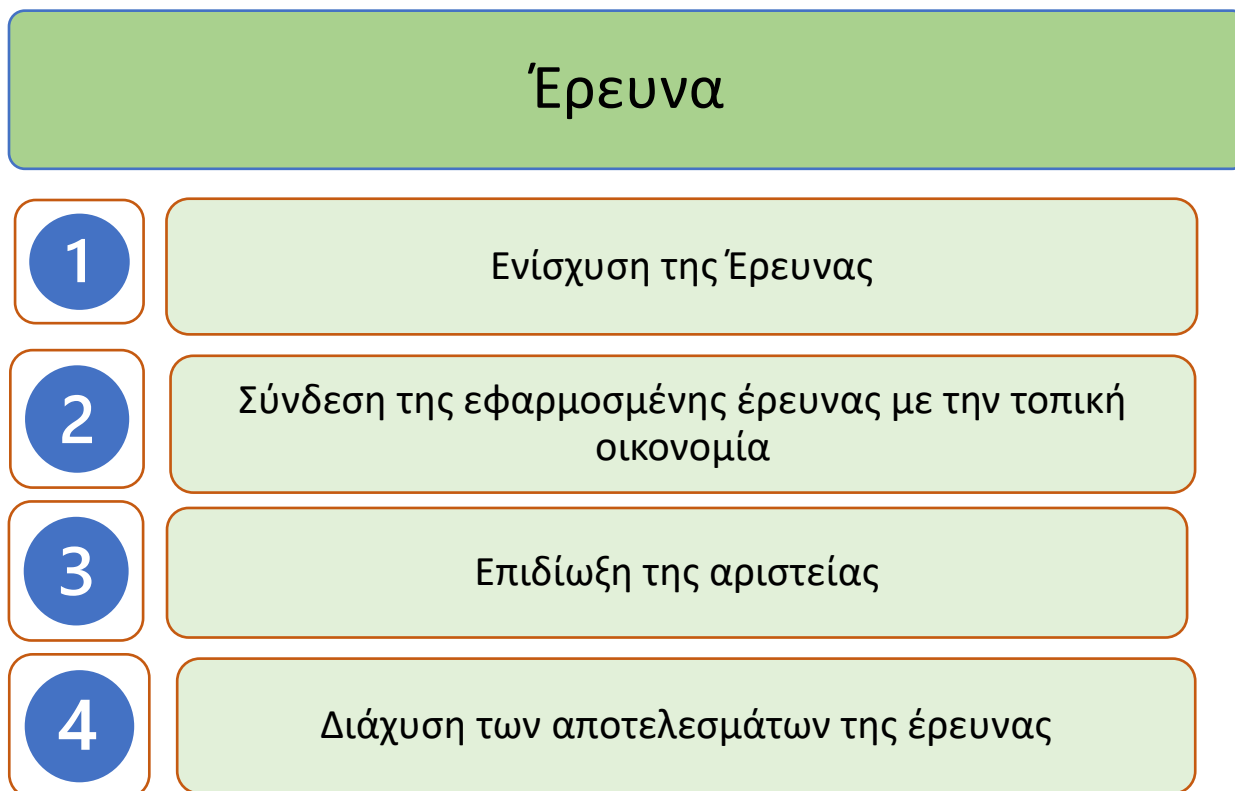 Έρευνα
1
Ενίσχυση της Έρευνας
2
Σύνδεση της εφαρμοσμένης έρευνας με την τοπική
οικονομία
3
Επιδίωξη της αριστείας
4
Διάχυση των αποτελεσμάτων της έρευνας